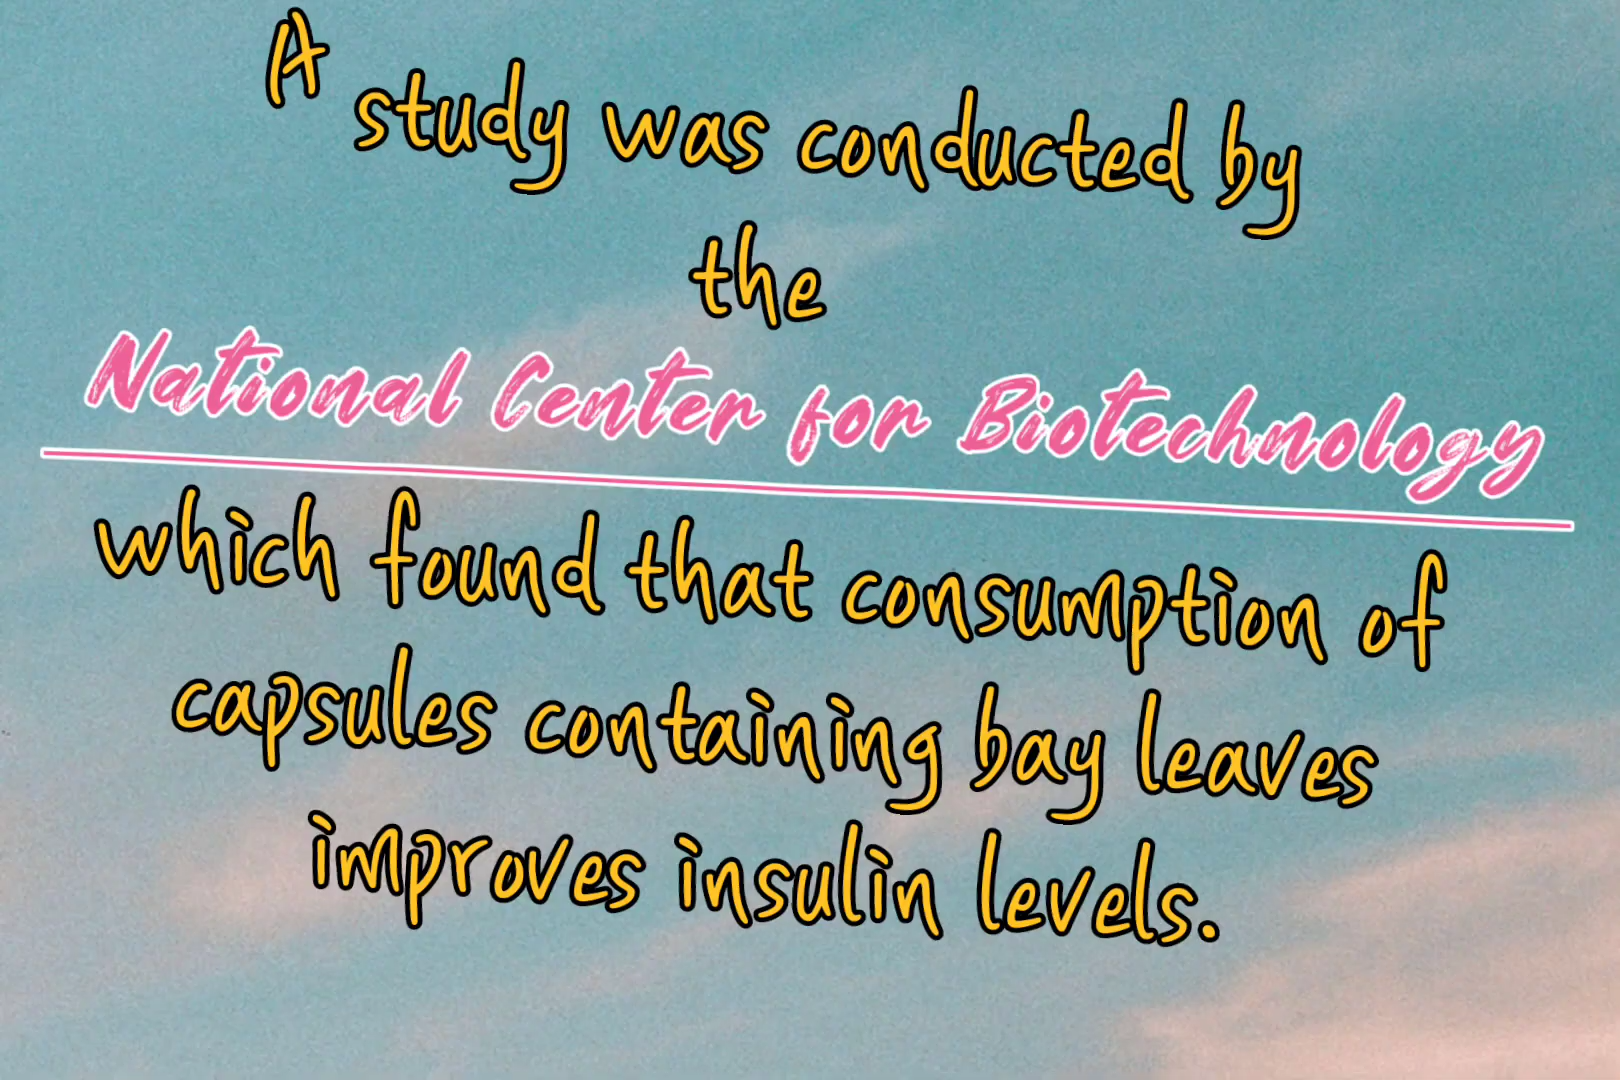 A study was conducted by
the
National Center for Biotechnology
which found that consumption of
capsules containing bay leaves
improves insulin levels.